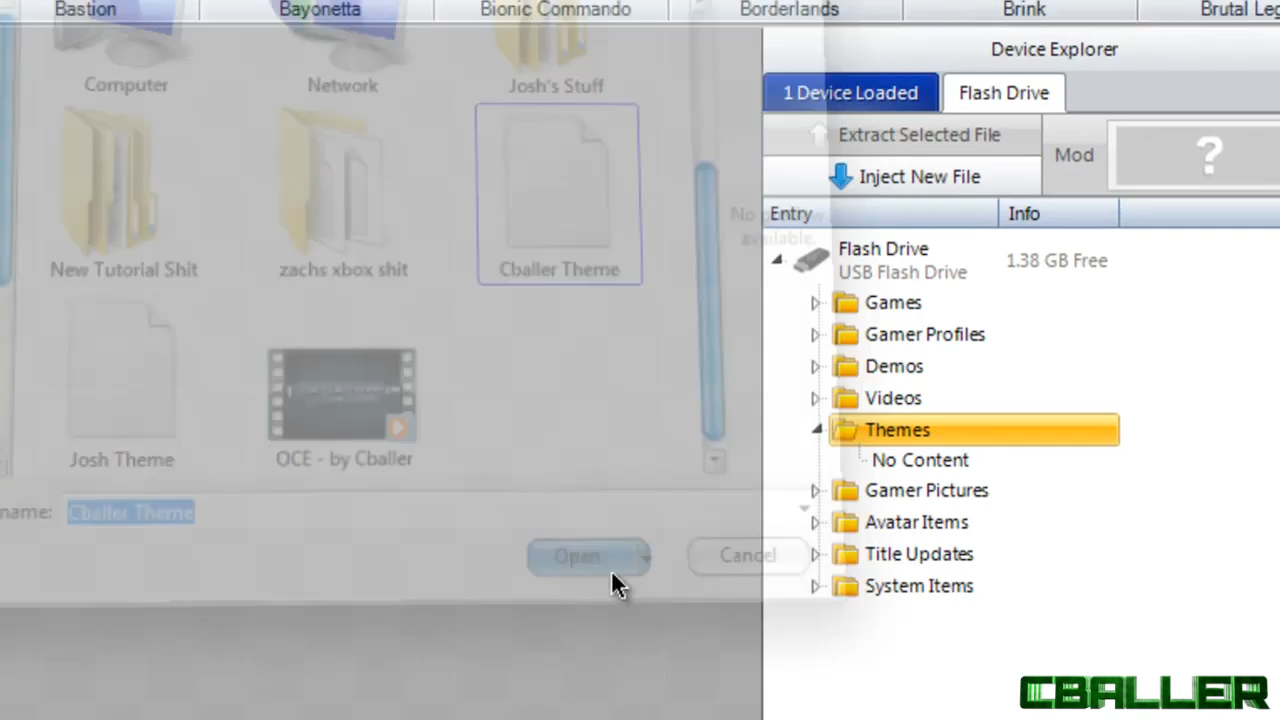 Bastion
Bayonetta
Bionic Commando
Borderlands
Brink
Brutal Leg
Device Explorer
Computer
Network
Josh's Stuff
1 Device Loaded
Flash Drive
Extract Selected File
Mod
?
Inject New File
No
available.
Entry
Info
New Tutorial Shit
zachs xbox shit
Cballer Theme
Flash Drive
USB Flash Drive
1.38 GB Free
Games
Gamer Profiles
Demos
Videos
Themes
No Content
Gamer Pictures
Avatar Items
Title Updates
System Items
Josh Theme
OCE - by Cballer
name:
Cballer Theme
Open
Cancel
CBALLER